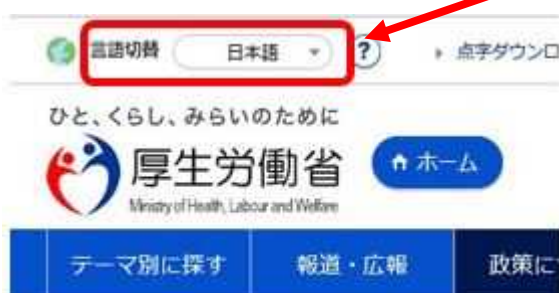 言語切替 日本語 ? 点字ダウンロ
ひと、くらし、みらいのために
厚生労働省 ホーム
Ministry of Health, Labour and Welfare
テーマ別に探す 報道・広報 政策に